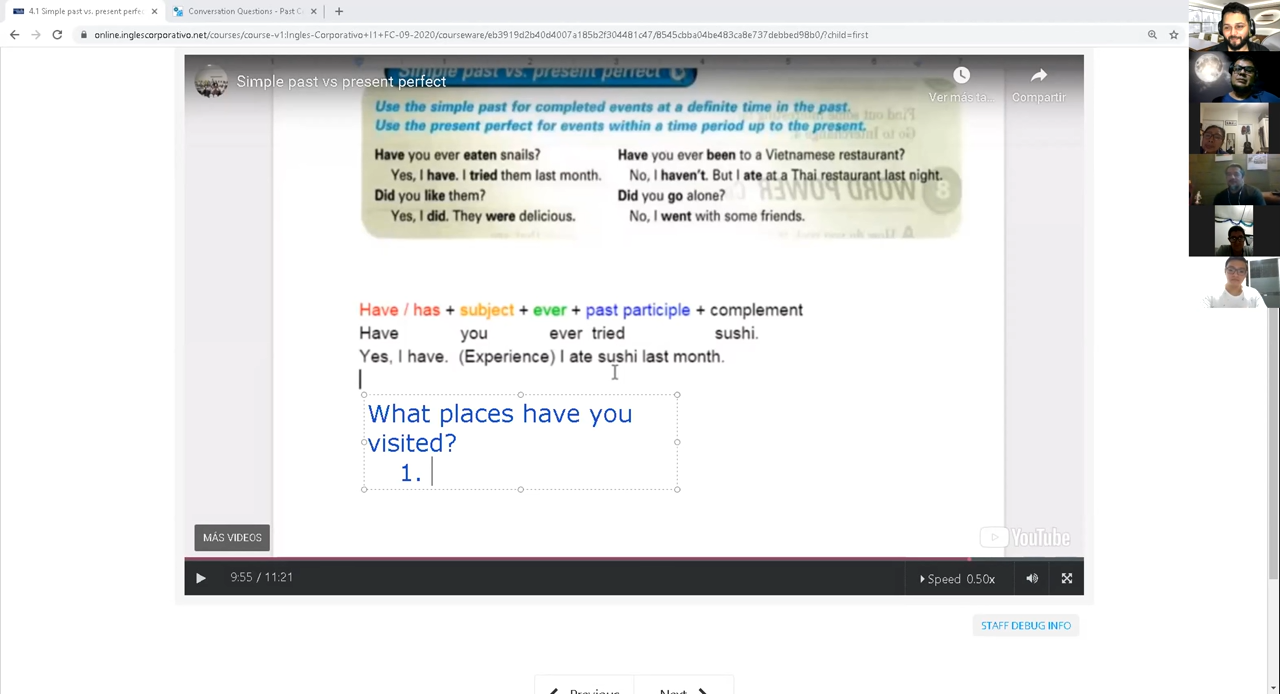 4.1 Simple past vs. present perfe
Conversation Questions - Past C
online.inglescorporativo.net/courses/course-v1:Ingles-Corporativo+I1+FC-09-2020/courseware/eb3919d2b40d4007a185b2f304481c47/8545cbba04be483ca8e737debbed98b0/?child=first
Simple past vs present perfect
Simple past vs. present perfect
Ver más ta...
Compartir
Use the simple past for completed events at a definite time in the past.
Use the present perfect for events within a time period up to the present.
Have you ever eaten snails?
Yes, I have. I tried them last month.
Did you like them?
Yes, I did. They were delicious.
Have you ever been to a Vietnamese restaurant?
No, I haven't. But I ate at a Thai restaurant last night.
Did you go alone?
No, I went with some friends.
WORD POWER 8
Have / has + subject + ever + past participle + complement
Have you ever tried sushi.
Yes, I have. (Experience) I ate sushi last month.
What places have you
visited?
1.
MÁS VIDEOS
YouTube
9:55 / 11:21
Speed 0.50x
STAFF DEBUG INFO
Previous
Next